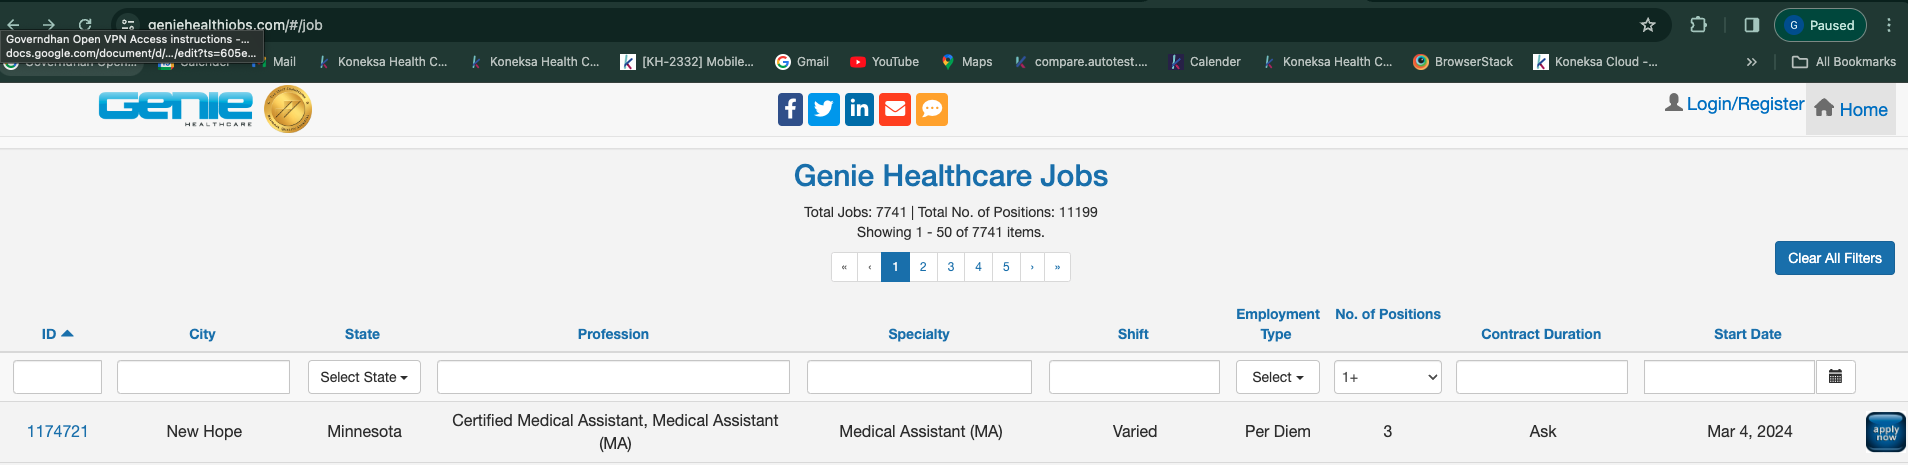 geniehealthjobs.com/#/job
G Paused
Governdhan Open VPN Access instructions -...
docs.google.com/document/d/.../edit?ts=605e...
Governdhan Open... Calender Mail Koneksa Health C... Koneksa Health C... [KH-2332] Mobile... Gmail YouTube Maps compare.autotest.... Calender Koneksa Health C... BrowserStack Koneksa Cloud -... » All Bookmarks
Genie
HEALTHCARE
Login/Register Home
Genie Healthcare Jobs
Total Jobs: 7741 | Total No. of Positions: 11199
Showing 1 - 50 of 7741 items.
« ‹ 1 2 3 4 5 › »
Clear All Filters
ID City State Profession Specialty Shift Employment Type No. of Positions Contract Duration Start Date
Select State Select 1+
1174721 New Hope Minnesota Certified Medical Assistant, Medical Assistant (MA) Medical Assistant (MA) Varied Per Diem 3 Ask Mar 4, 2024 apply now